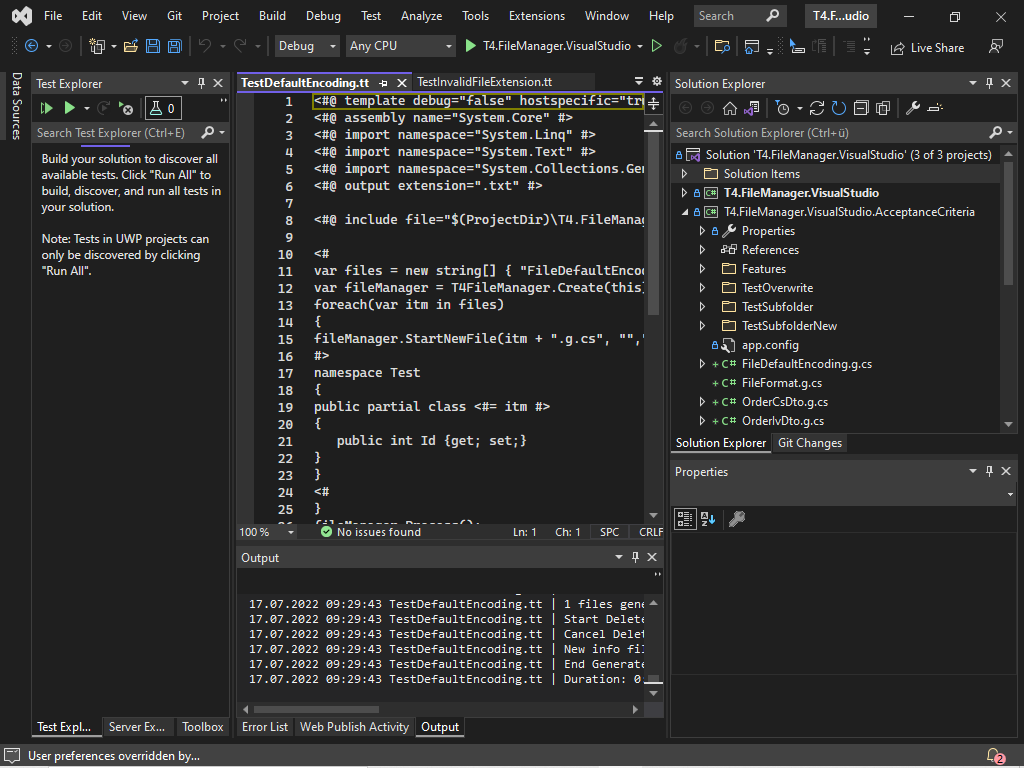 File Edit View Git Project Build Debug Test Analyze Tools Extensions Window Help Search T4.F...udio
Debug Any CPU T4.FileManager.VisualStudio Live Share
Data Sources
Test Explorer
0
Search Test Explorer (Ctrl+E)
Build your solution to discover all
available tests. Click "Run All" to
build, discover, and run all tests in
your solution.
Note: Tests in UWP projects can
only be discovered by clicking
"Run All".
Test Expl... Server Ex... Toolbox
TestDefaultEncoding.tt TestInvalidFileExtension.tt
1 <#@ template debug="false" hostspecific="tr
2 <#@ assembly name="System.Core" #>
3 <#@ import namespace="System.Linq" #>
4 <#@ import namespace="System.Text" #>
5 <#@ import namespace="System.Collections.Gen
6 <#@ output extension=".txt" #>
7
8 <#@ include file="$(ProjectDir)\T4.FileManag
9
10 <#
11 var files = new string[] { "FileDefaultEncod
12 var fileManager = T4FileManager.Create(this)
13 foreach(var itm in files)
14 {
15 fileManager.StartNewFile(itm + ".g.cs", "",
16 #>
17 namespace Test
18 {
19 public partial class <#= itm #>
20 {
21 public int Id {get; set;}
22 }
23 }
24 <#
25 }
26 fileManager.Process();
100 % No issues found Ln: 1 Ch: 1 SPC CRLF
Output
17.07.2022 09:29:43 TestDefaultEncoding.tt | 1 files gene
17.07.2022 09:29:43 TestDefaultEncoding.tt | Start Delete
17.07.2022 09:29:43 TestDefaultEncoding.tt | Cancel Delet
17.07.2022 09:29:43 TestDefaultEncoding.tt | New info fil
17.07.2022 09:29:43 TestDefaultEncoding.tt | End Generate
17.07.2022 09:29:43 TestDefaultEncoding.tt | Duration: 0
Error List Web Publish Activity Output
Solution Explorer
Search Solution Explorer (Ctrl+ü)
Solution 'T4.FileManager.VisualStudio' (3 of 3 projects)
Solution Items
C# T4.FileManager.VisualStudio
C# T4.FileManager.VisualStudio.AcceptanceCriteria
Properties
References
Features
TestOverwrite
TestSubfolder
TestSubfolderNew
app.config
+ C# FileDefaultEncoding.g.cs
+ C# FileFormat.g.cs
+ C# OrderCsDto.g.cs
+ C# OrderlvDto.g.cs
Solution Explorer Git Changes
Properties
User preferences overridden by... 2